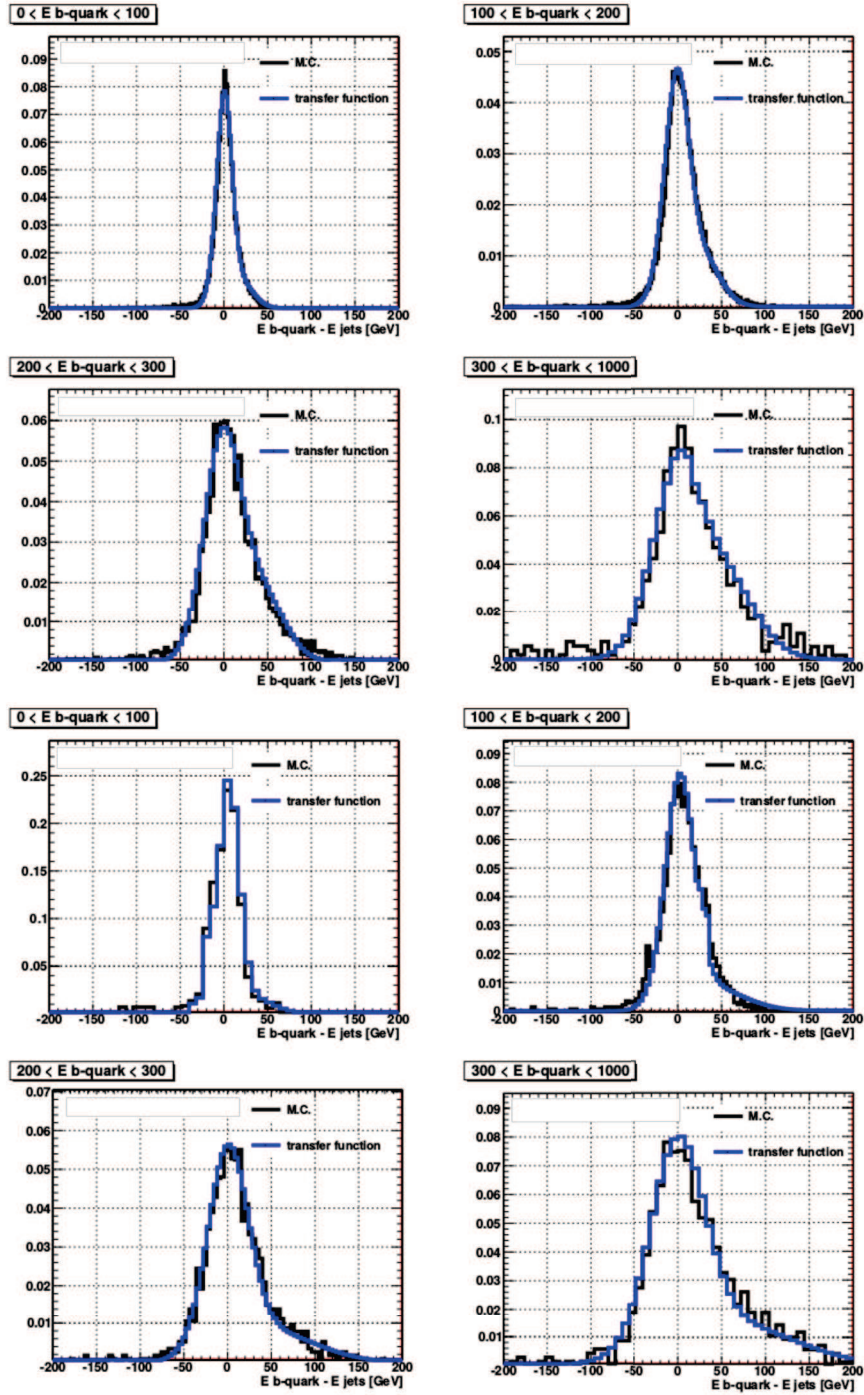 0 < E b-quark < 100
M.C.
transfer function
0.09
0.08
0.07
0.06
0.05
0.04
0.03
0.02
0.01
0
-200 -150 -100 -50 0 50 100 150 200
E b-quark - E jets [GeV]
100 < E b-quark < 200
M.C.
transfer function
0.05
0.04
0.03
0.02
0.01
0
-200 -150 -100 -50 0 50 100 150 200
E b-quark - E jets [GeV]
200 < E b-quark < 300
M.C.
transfer function
0.06
0.05
0.04
0.03
0.02
0.01
0
-200 -150 -100 -50 0 50 100 150 200
E b-quark - E jets [GeV]
300 < E b-quark < 1000
M.C.
transfer function
0.1
0.08
0.06
0.04
0.02
0
-200 -150 -100 -50 0 50 100 150 200
E b-quark - E jets [GeV]
0 < E b-quark < 100
M.C.
transfer function
0.25
0.2
0.15
0.1
0.05
-200 -150 -100 -50 0 50 100 150 200
E b-quark - E jets [GeV]
100 < E b-quark < 200
M.C.
transfer function
0.09
0.08
0.07
0.06
0.05
0.04
0.03
0.02
0.01
0
-200 -150 -100 -50 0 50 100 150 200
E b-quark - E jets [GeV]
200 < E b-quark < 300
M.C.
transfer function
0.07
0.06
0.05
0.04
0.03
0.02
0.01
-200 -150 -100 -50 0 50 100 150 200
E b-quark - E jets [GeV]
300 < E b-quark < 1000
M.C.
transfer function
0.09
0.08
0.07
0.06
0.05
0.04
0.03
0.02
0.01
-200 -150 -100 -50 0 50 100 150 200
E b-quark - E jets [GeV]